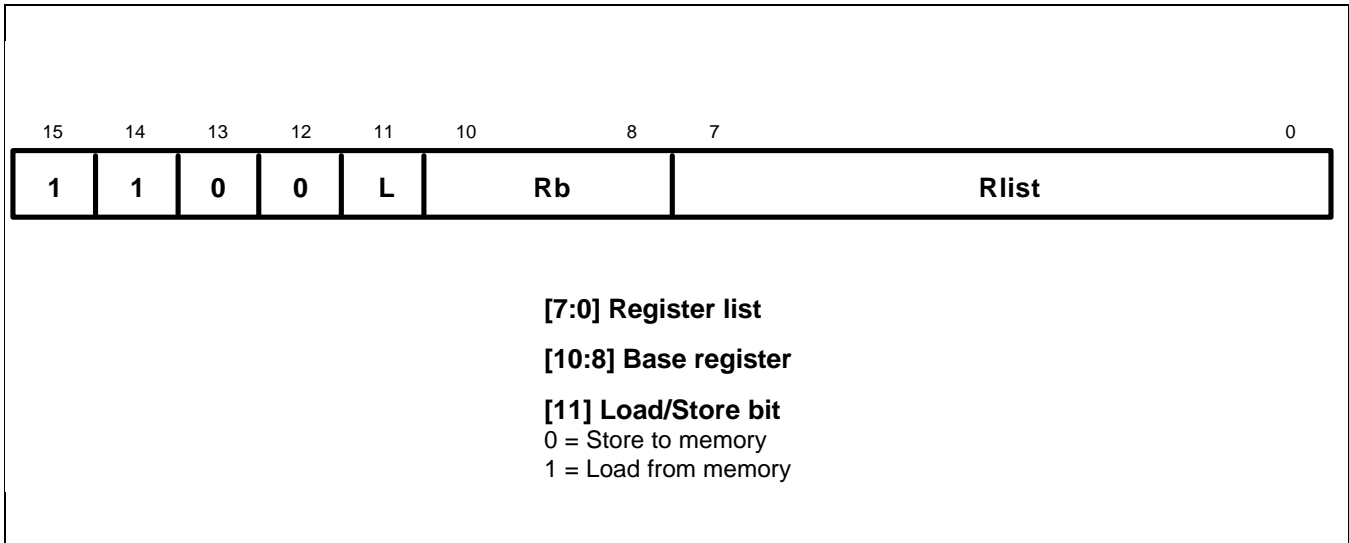 15 14 13 12 11 10 8 7 0
1 1 0 0 L Rb Rlist
[7:0] Register list
[10:8] Base register
[11] Load/Store bit
0 = Store to memory
1 = Load from memory